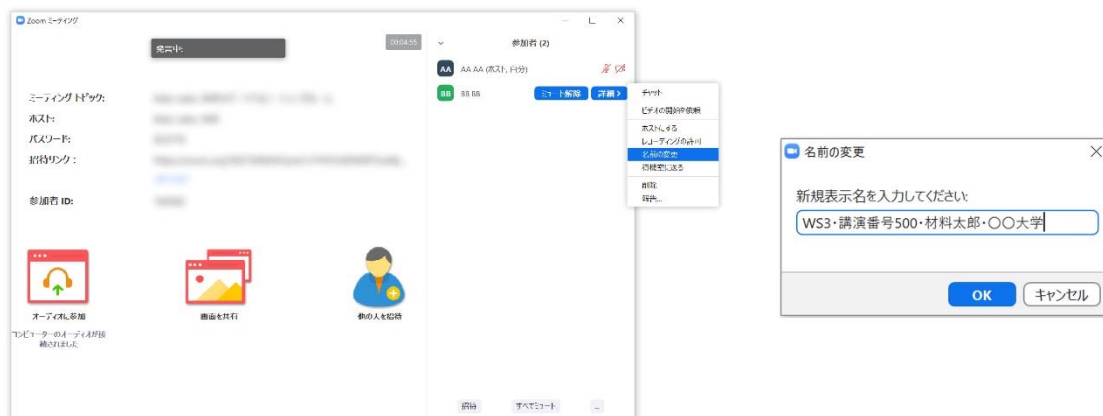 Zoom ミーティング
発言中:
00:04:55
参加者 (2)
AA AA AA (ホスト, 自分)
BB BB BB ミュート解除 詳細 >
チャット
ビデオの開始を依頼
ホストにする
レコーディングの許可
名前の変更
待機室に送る
削除
報告...
ミーティング トピック:
ホスト:
パスワード:
招待リンク:
参加者 ID:
オーディオに参加
コンピューターのオーディオが接
続されました
画面を共有
他の人を招待
招待 すべてミュート ...
名前の変更
新規表示名を入力してください:
WS3・講演番号500・材料太郎・〇〇大学
OK キャンセル